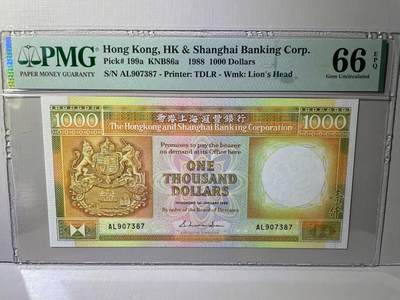 PMG
PAPER MONEY GUARANTY
Hong Kong, HK & Shanghai Banking Corp.
Pick# 199a KNB86a 1988 1000 Dollars
S/N AL907387 - Printer: TDLR - Wmk: Lion's Head
66 EPQ
Gem Uncirculated
1000
香港上海滙豐銀行
1000
The Hongkong and Shanghai Banking Corporation
Promises to pay the bearer
on demand at its Office here
ONE
THOUSAND
DOLLARS
By order of the Board of Directors
AL907387
AL907387